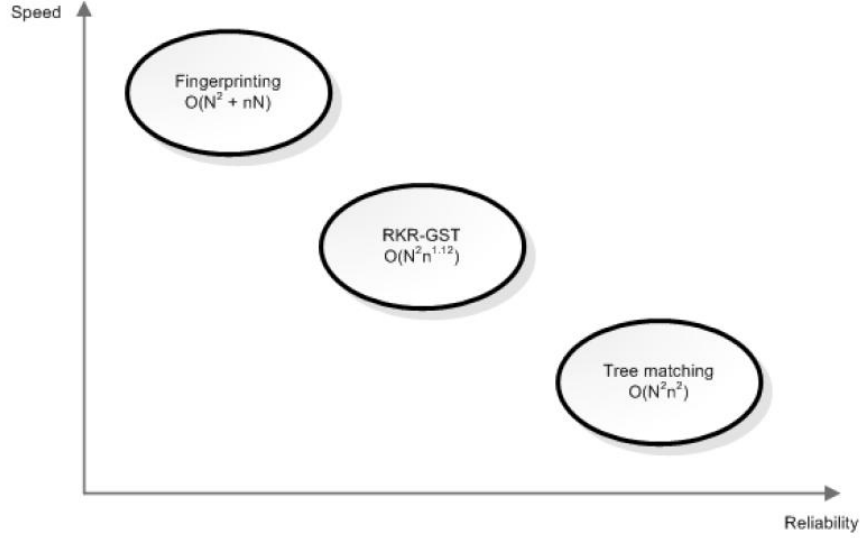 Speed
Fingerprinting
O(N² + nN)
RKR-GST
O(N²n¹·¹²)
Tree matching
O(N²n²)
Reliability